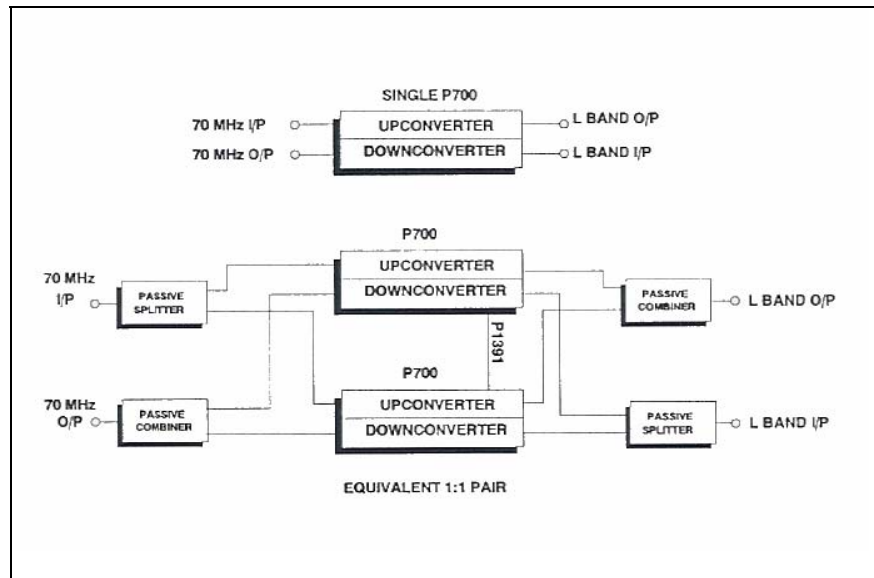 SINGLE P700
70 MHz I/P
UPCONVERTER
L BAND O/P
70 MHz O/P
DOWNCONVERTER
L BAND I/P
P700
70 MHz
I/P
PASSIVE
SPLITTER
UPCONVERTER
DOWNCONVERTER
PASSIVE
COMBINER
L BAND O/P
P1391
P700
70 MHz
O/P
PASSIVE
COMBINER
UPCONVERTER
DOWNCONVERTER
PASSIVE
SPLITTER
L BAND I/P
EQUIVALENT 1:1 PAIR